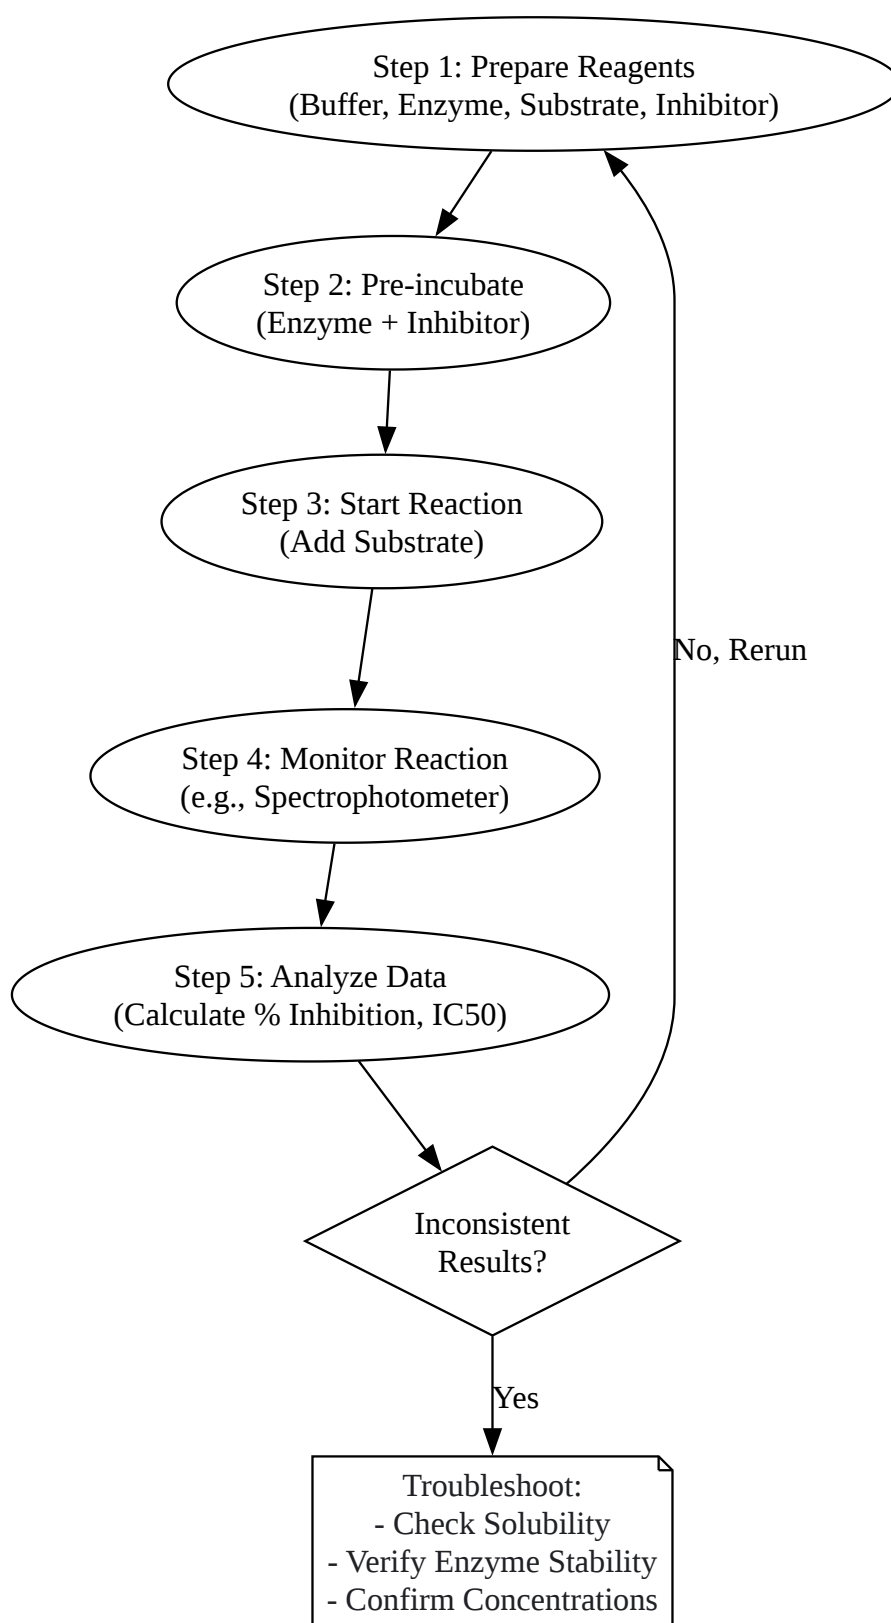 Step 1: Prepare Reagents
(Buffer, Enzyme, Substrate, Inhibitor)
Step 2: Pre-incubate
(Enzyme + Inhibitor)
Step 3: Start Reaction
(Add Substrate)
No, Rerun
Step 4: Monitor Reaction
(e.g., Spectrophotometer)
Step 5: Analyze Data
(Calculate % Inhibition, IC50)
Inconsistent
Results?
Yes
Troubleshoot:
- Check Solubility
- Verify Enzyme Stability
- Confirm Concentrations